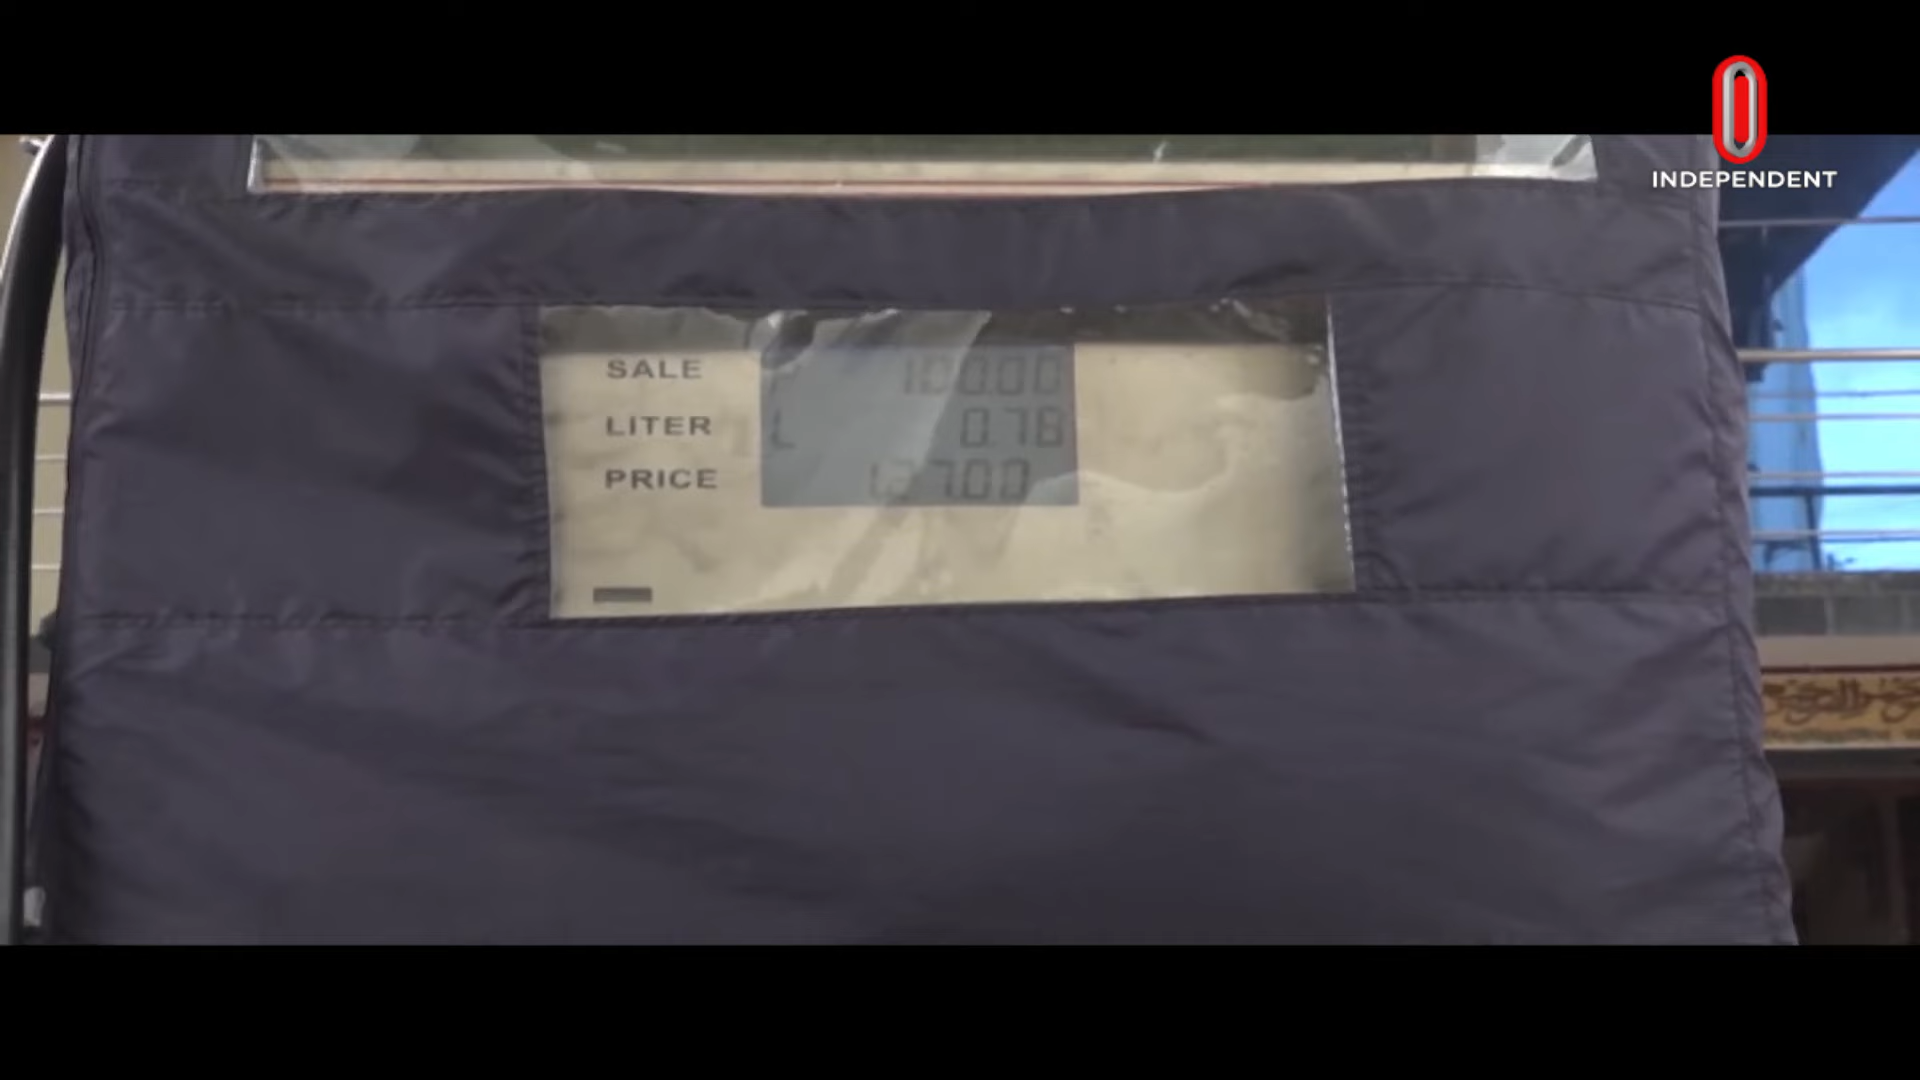 INDEPENDENT
SALE 100.00
LITER L 0.78
PRICE 127.00